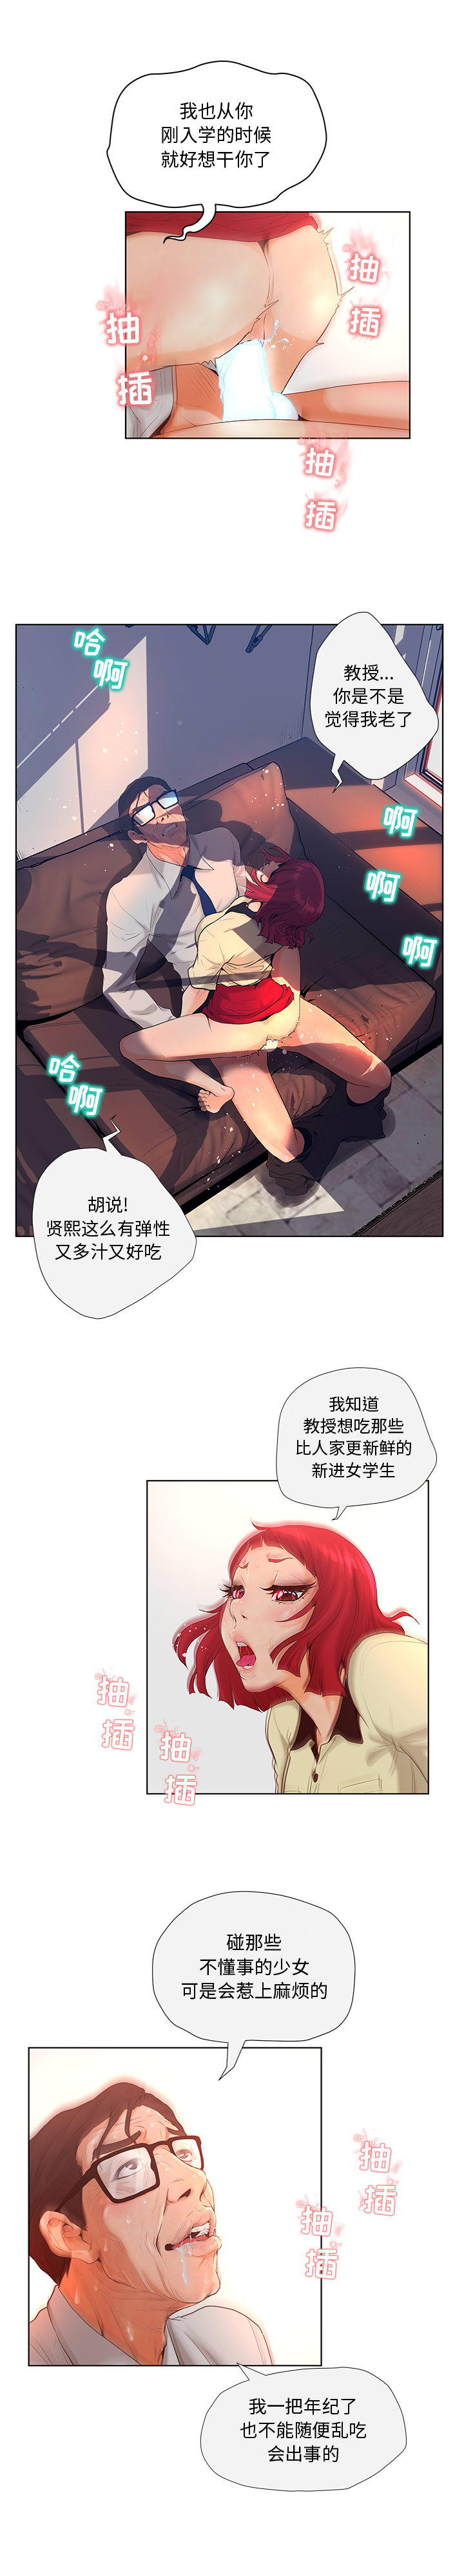 我也从你
刚入学的时候
就好想干你了
抽
插
抽
插
抽
插
哈
啊
教授...
你是不是
觉得我老了
啊
啊
啊
哈
啊
胡说!
贤熙这么有弹性
又多汁又好吃
我知道
教授想吃那些
比人家更新鲜的
新进女学生
抽
插
抽
插
碰那些
不懂事的少女
可是会惹上麻烦的
抽
插
抽
插
我一把年纪了
也不能随便乱吃
会出事的